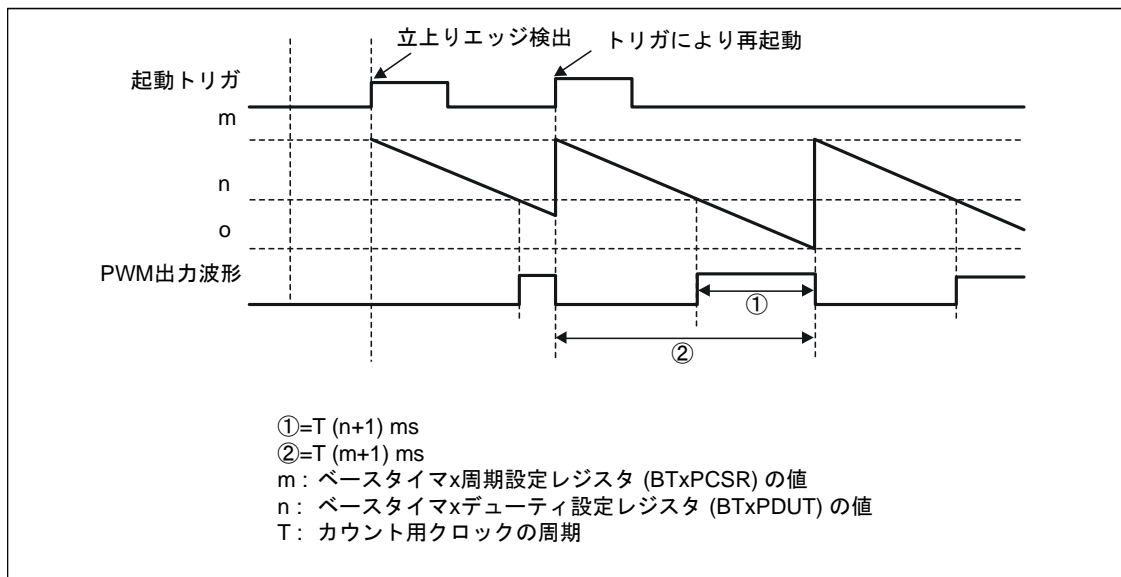 立上りエッジ検出
トリガにより再起動
起動トリガ
m
n
o
PWM出力波形
①
②
①=T (n+1) ms
②=T (m+1) ms
m : ベースタイマx周期設定レジスタ (BTxPCSR) の値
n : ベースタイマxデューティ設定レジスタ (BTxPDUT) の値
T : カウント用クロックの周期